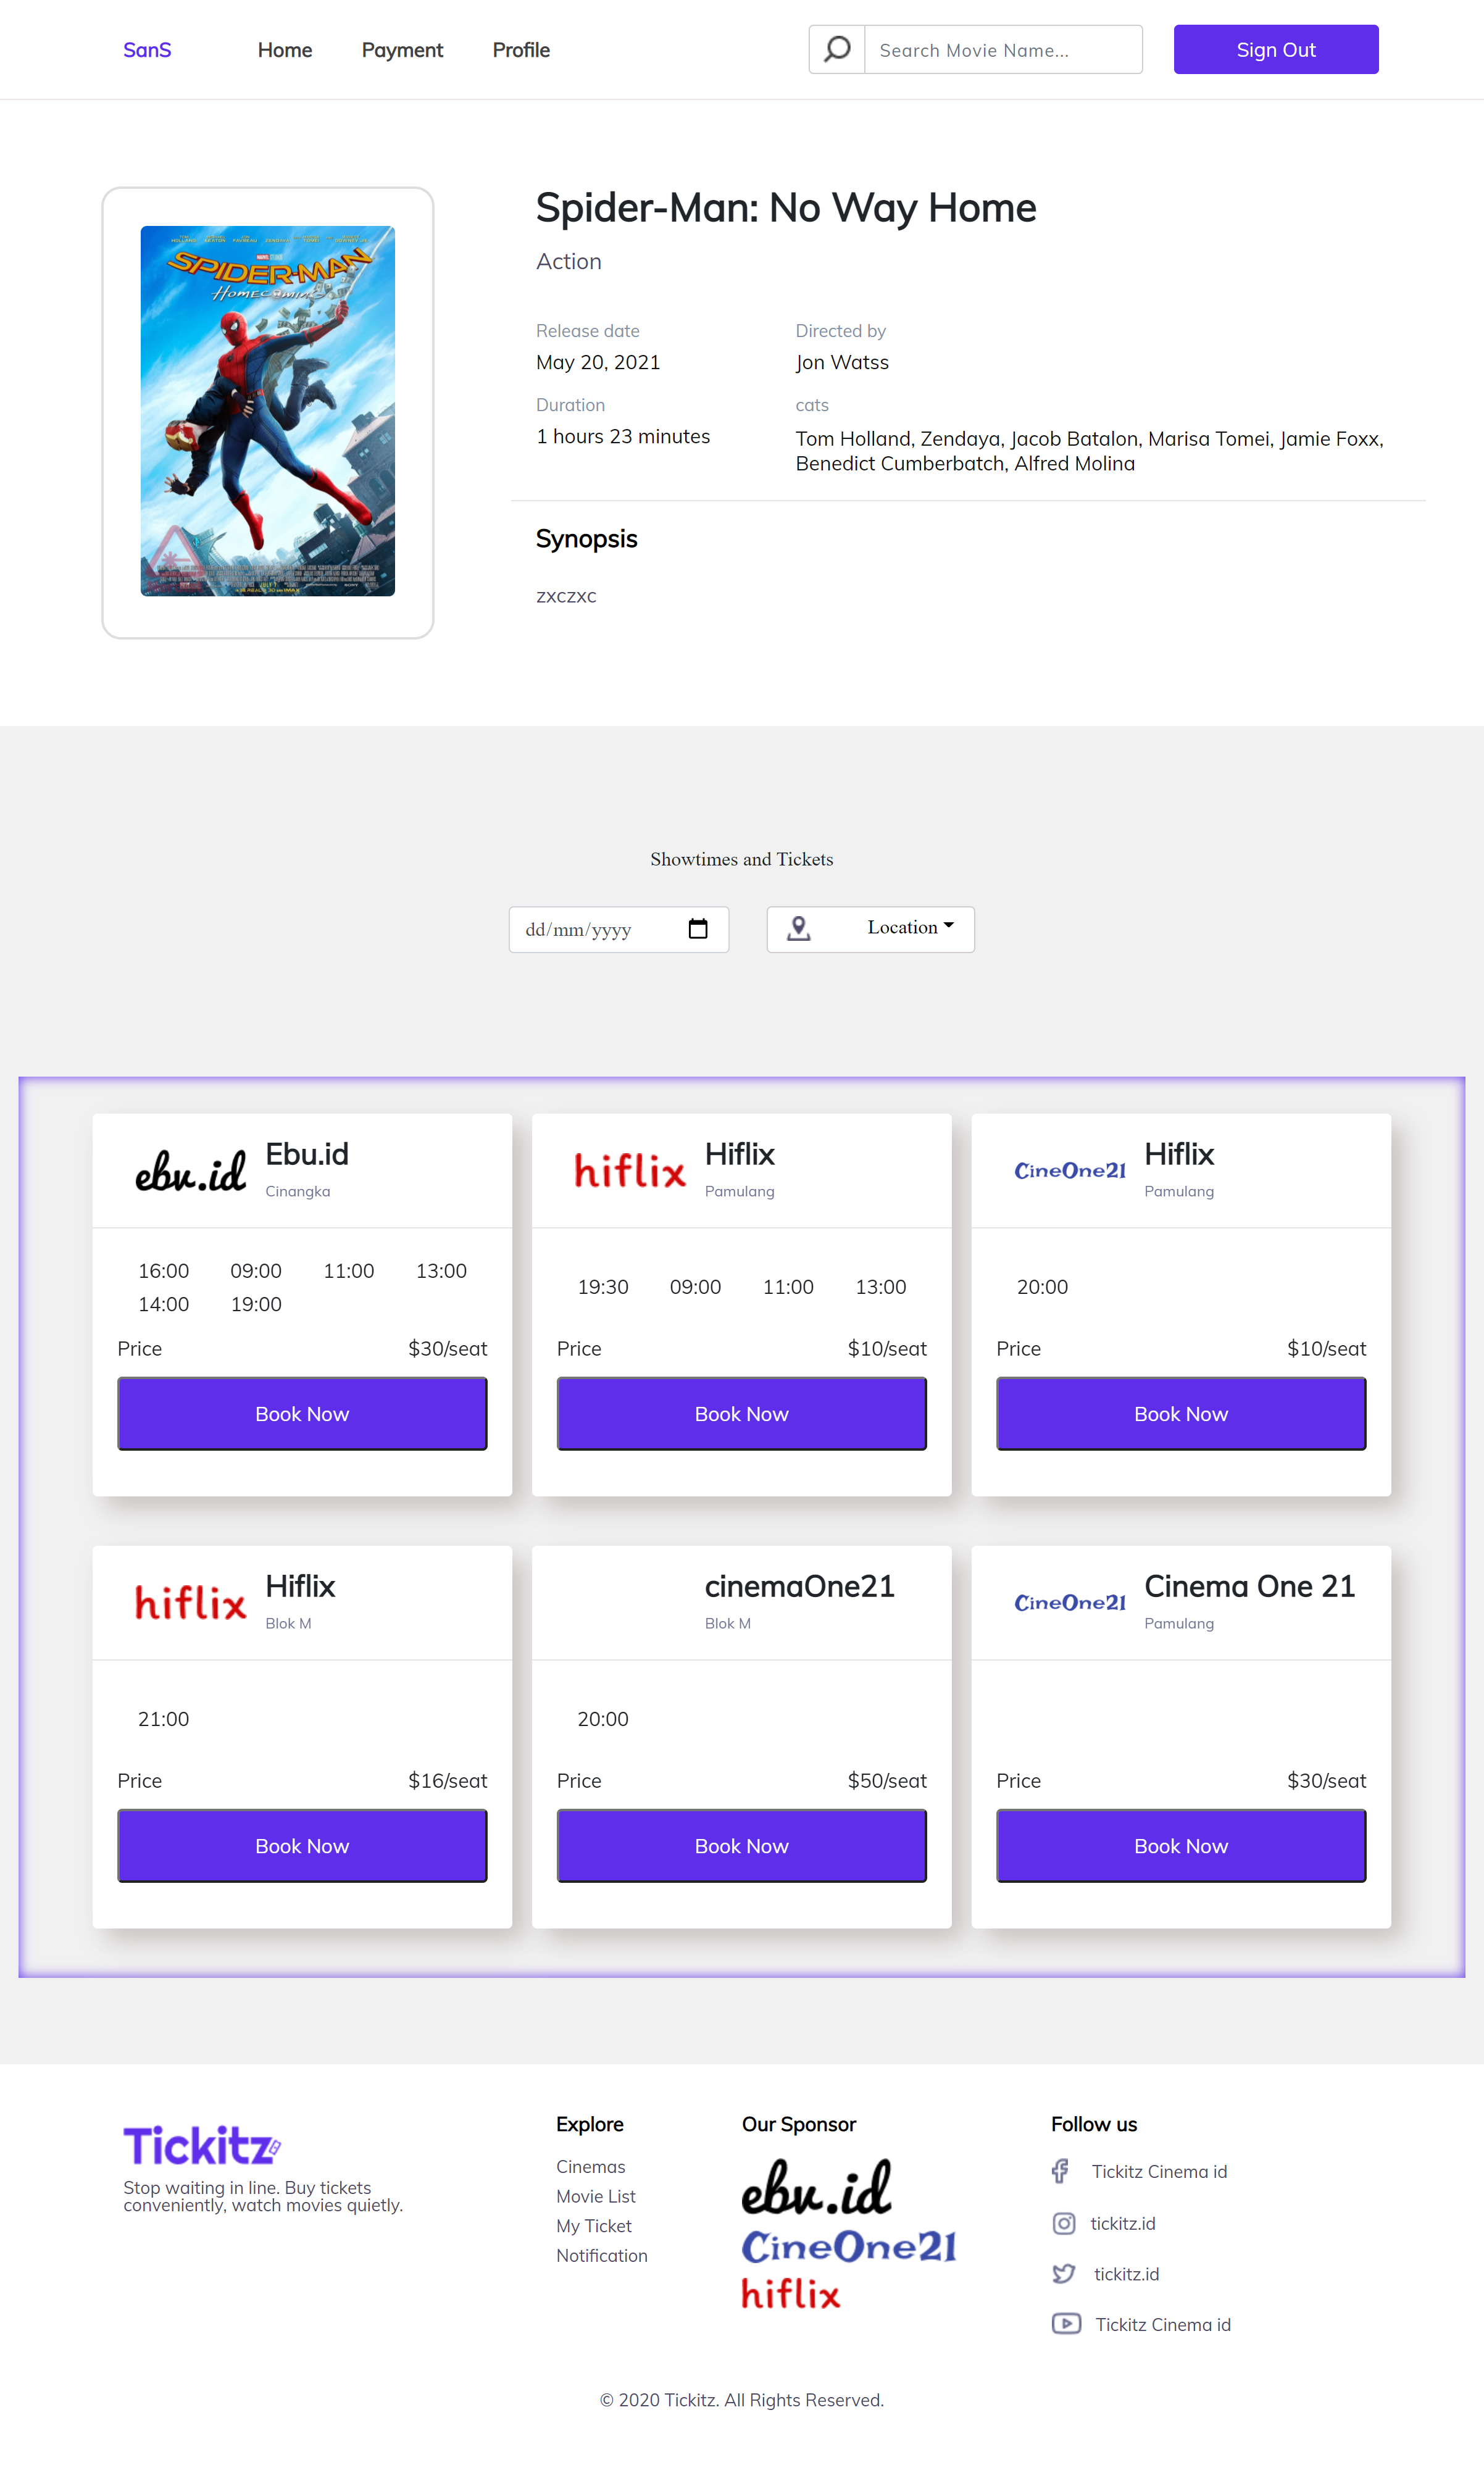 SanS
Home
Payment
Profile
Search Movie Name...
Sign Out
SPIDER-MAN
HOMECOMING
Spider-Man: No Way Home
Action
Release date
Directed by
May 20, 2021
Jon Watss
Duration
cats
1 hours 23 minutes
Tom Holland, Zendaya, Jacob Batalon, Marisa Tomei, Jamie Foxx,
Benedict Cumberbatch, Alfred Molina
Synopsis
zxczxc
Showtimes and Tickets
dd/mm/yyyy
Location
ebv.id
Ebu.id
Cinangka
16:00 09:00 11:00 13:00
14:00 19:00
Price $30/seat
Book Now
hiflix
Hiflix
Pamulang
19:30 09:00 11:00 13:00
Price $10/seat
Book Now
CineOne21
Hiflix
Pamulang
20:00
Price $10/seat
Book Now
hiflix
Hiflix
Blok M
21:00
Price $16/seat
Book Now
cinemaOne21
Blok M
20:00
Price $50/seat
Book Now
CineOne21
Cinema One 21
Pamulang
Price $30/seat
Book Now
Tickitz
Stop waiting in line. Buy tickets
conveniently, watch movies quietly.
Explore
Cinemas
Movie List
My Ticket
Notification
Our Sponsor
ebv.id
CineOne21
hiflix
Follow us
Tickitz Cinema id
tickitz.id
tickitz.id
Tickitz Cinema id
© 2020 Tickitz. All Rights Reserved.